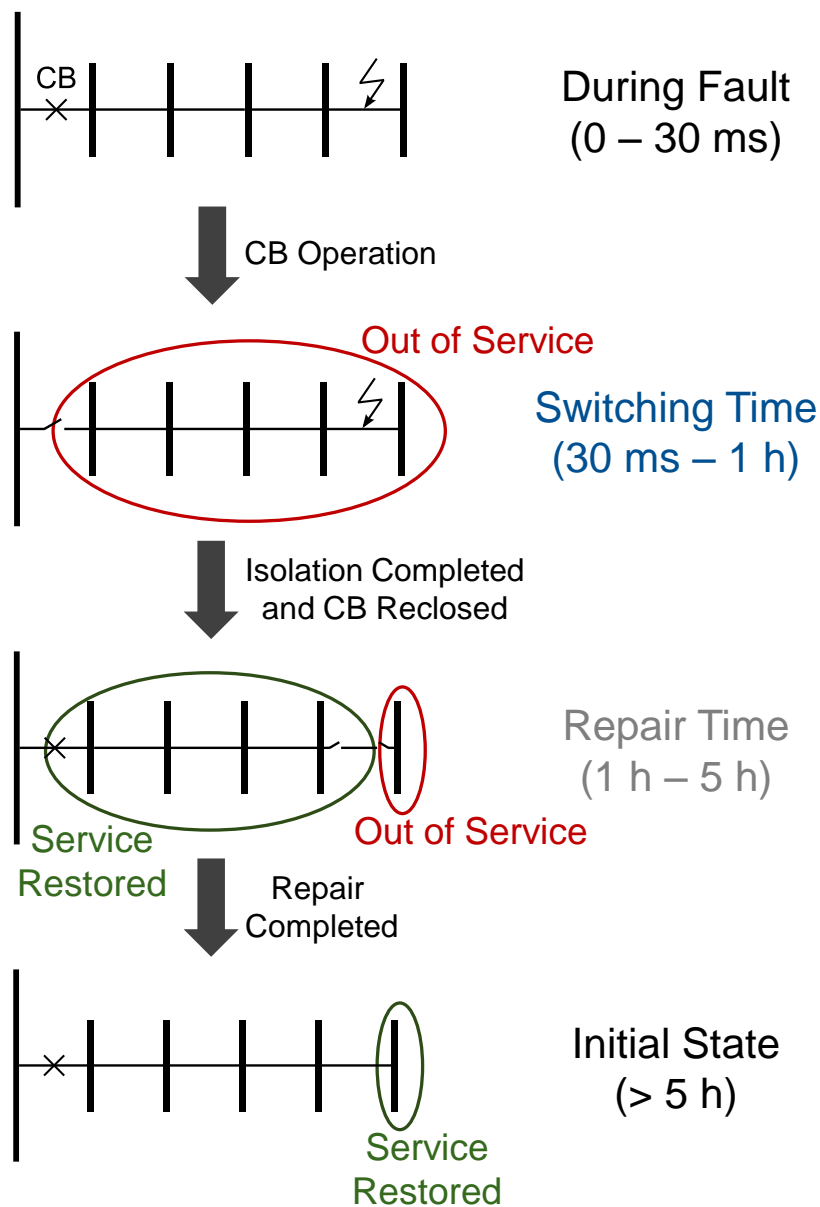 CB
During Fault
(0 – 30 ms)
CB Operation
Out of Service
Switching Time
(30 ms – 1 h)
Isolation Completed
and CB Reclosed
Repair Time
(1 h – 5 h)
Out of Service
Service
Restored
Repair
Completed
Initial State
(> 5 h)
Service
Restored